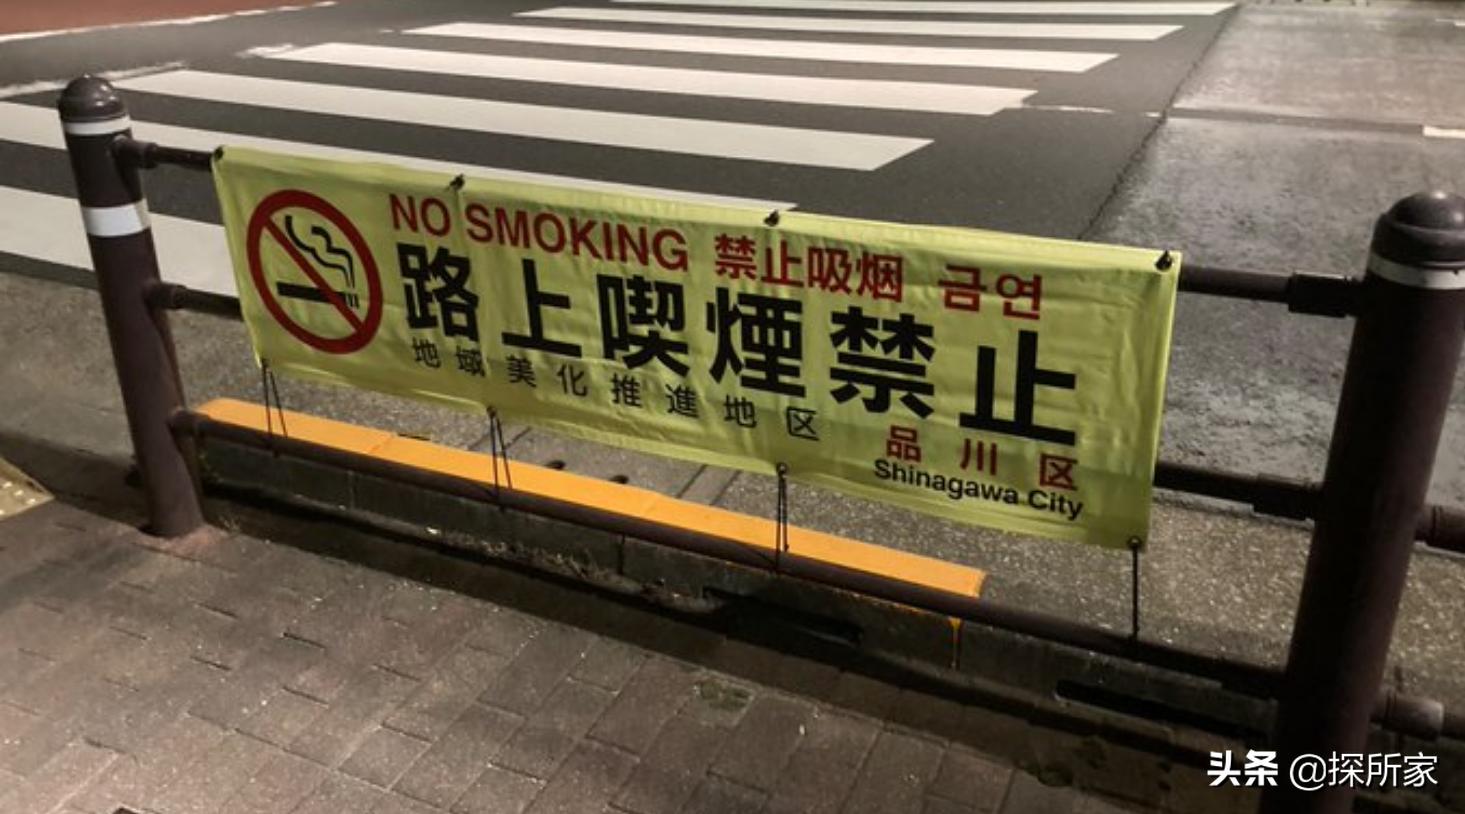 NO SMOKING 禁止吸烟 금연
路上喫煙禁止
地域美化推進地区
品川区
Shinagawa City
头条 @探所家